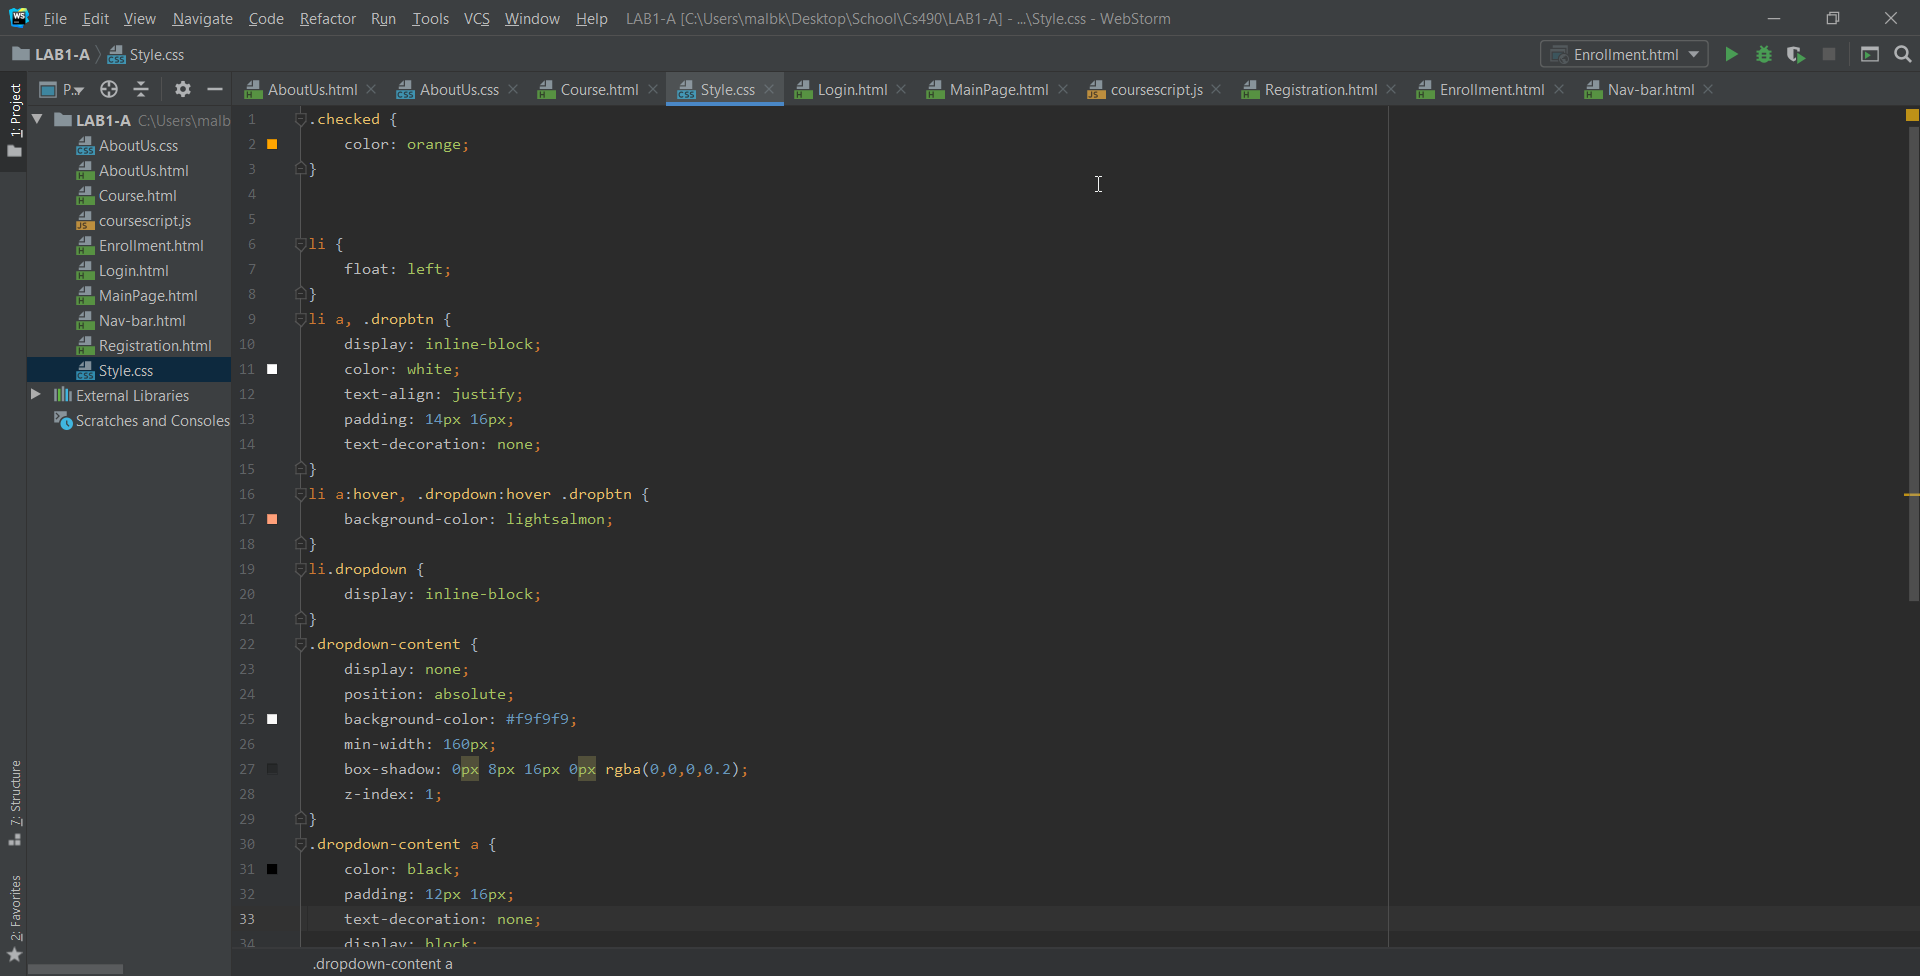 WS File Edit View Navigate Code Refactor Run Tools VCS Window Help LAB1-A [C:\Users\malbk\Desktop\School\Cs490\LAB1-A] - ...\Style.css - WebStorm
LAB1-A Style.css Enrollment.html
1: Project
P.. AboutUs.html AboutUs.css Course.html Style.css Login.html MainPage.html coursescript.js Registration.html Enrollment.html Nav-bar.html
LAB1-A C:\Users\malb
AboutUs.css
AboutUs.html
Course.html
coursescript.js
Enrollment.html
Login.html
MainPage.html
Nav-bar.html
Registration.html
Style.css
External Libraries
Scratches and Consoles
7: Structure
2: Favorites
1 .checked {
2 color: orange;
3 }
4
5
6 li {
7 float: left;
8 }
9 li a, .dropbtn {
10 display: inline-block;
11 color: white;
12 text-align: justify;
13 padding: 14px 16px;
14 text-decoration: none;
15 }
16 li a:hover, .dropdown:hover .dropbtn {
17 background-color: lightsalmon;
18 }
19 li.dropdown {
20 display: inline-block;
21 }
22 .dropdown-content {
23 display: none;
24 position: absolute;
25 background-color: #f9f9f9;
26 min-width: 160px;
27 box-shadow: 0px 8px 16px 0px rgba(0,0,0,0.2);
28 z-index: 1;
29 }
30 .dropdown-content a {
31 color: black;
32 padding: 12px 16px;
33 text-decoration: none;
34 display: block;
.dropdown-content a